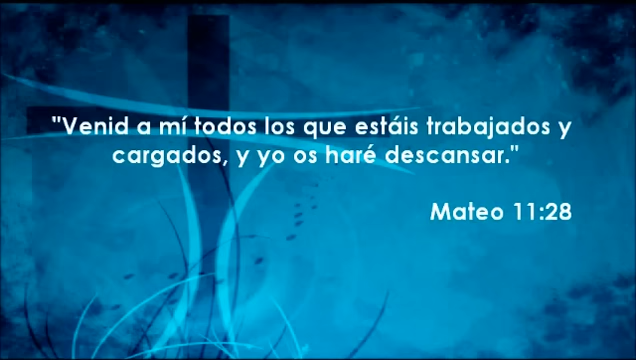 "Venid a mí todos los que estáis trabajados y
cargados, y yo os haré descansar."
Mateo 11:28